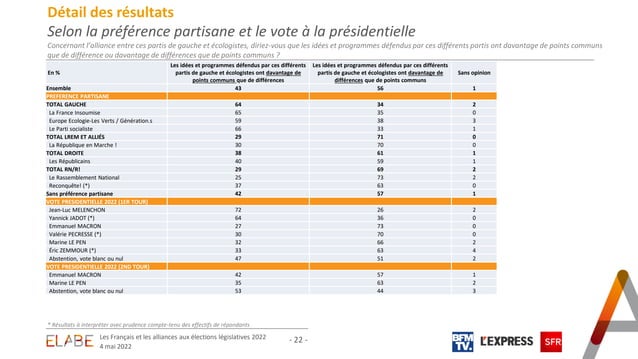 Détail des résultats
Selon la préférence partisane et le vote à la présidentielle
Concernant l'alliance entre ces partis de gauche et écologistes, diriez-vous que les idées et programmes défendus par ces différents partis ont davantage de points communs
que de différence ou davantage de différences que de points communs ?
En % Les idées et programmes défendus par ces différents partis de gauche et écologistes ont davantage de points communs que de différences Les idées et programmes défendus par ces différents partis de gauche et écologistes ont davantage de différences que de points communs Sans opinion
Ensemble 43 56 1
PREFERENCE PARTISANE
TOTAL GAUCHE 64 34 2
La France Insoumise 65 35 0
Europe Ecologie-Les Verts / Génération.s 59 38 3
Le Parti socialiste 66 33 1
TOTAL LREM ET ALLIÉS 29 71 0
La République en Marche ! 30 70 0
TOTAL DROITE 38 61 1
Les Républicains 40 59 1
TOTAL RN/R! 29 69 2
Le Rassemblement National 25 73 2
Reconquête! (*) 37 63 0
Sans préférence partisane 42 57 1
VOTE PRESIDENTIELLE 2022 (1ER TOUR)
Jean-Luc MELENCHON 72 26 2
Yannick JADOT (*) 64 36 0
Emmanuel MACRON 27 73 0
Valérie PECRESSE (*) 30 70 0
Marine LE PEN 32 66 2
Éric ZEMMOUR (*) 33 63 4
Abstention, vote blanc ou nul 47 51 2
VOTE PRESIDENTIELLE 2022 (2ND TOUR)
Emmanuel MACRON 42 57 1
Marine LE PEN 35 63 2
Abstention, vote blanc ou nul 53 44 3
* Résultats à interpréter avec prudence compte-tenu des effectifs de répondants
ELABE
Les Français et les alliances aux élections législatives 2022
4 mai 2022
- 22 -
BFM
TV.
L'EXPRESS
SFR